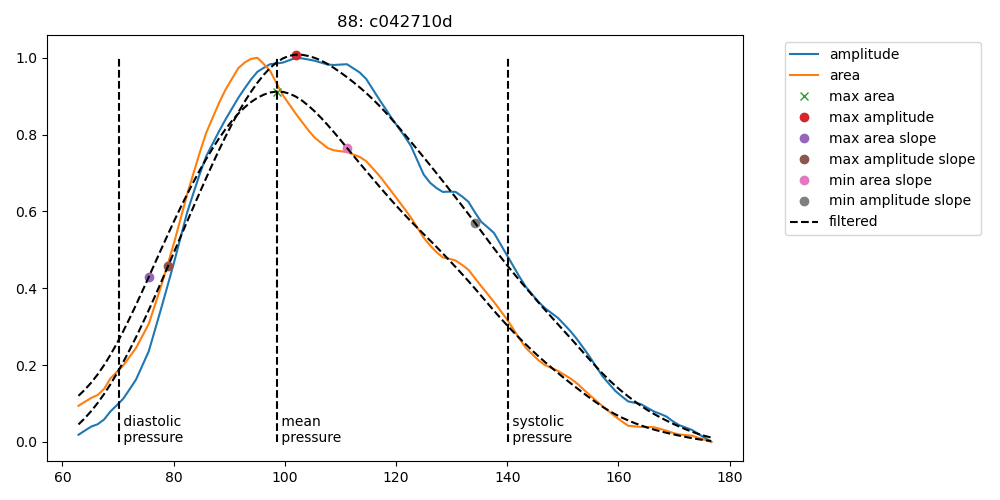 88: c042710d
1.0
0.8
0.6
0.4
0.2
0.0
diastolic
pressure
mean
pressure
systolic
pressure
60
80
100
120
140
160
180
amplitude
area
max area
max amplitude
max area slope
max amplitude slope
min area slope
min amplitude slope
filtered